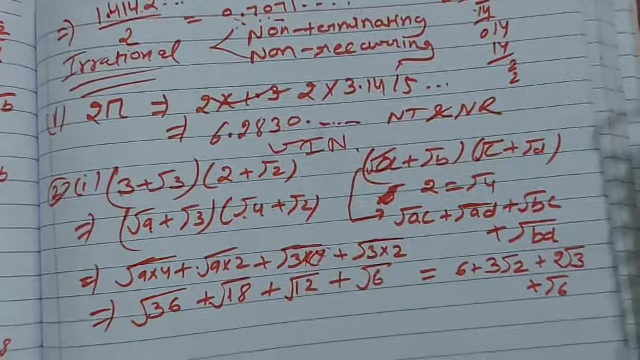 => 1.4142... / 2 = 0.7071....
Irrational < Non-terminating
Non-recurring
(1) 2π => 2 × 3.1415...
=> 6.2830.... NT & NR
IN.
2) (i) (3+√3)(2+√2)
=> (√9+√3)(√4+√2)
(√a+√b)(√c+√d)
2=√4
√ac+√ad+√bc
+√bd
=> √9×4+√9×2+√3×4+√3×2
=> √36+√18+√12+√6 = 6+3√2+2√3
+√6